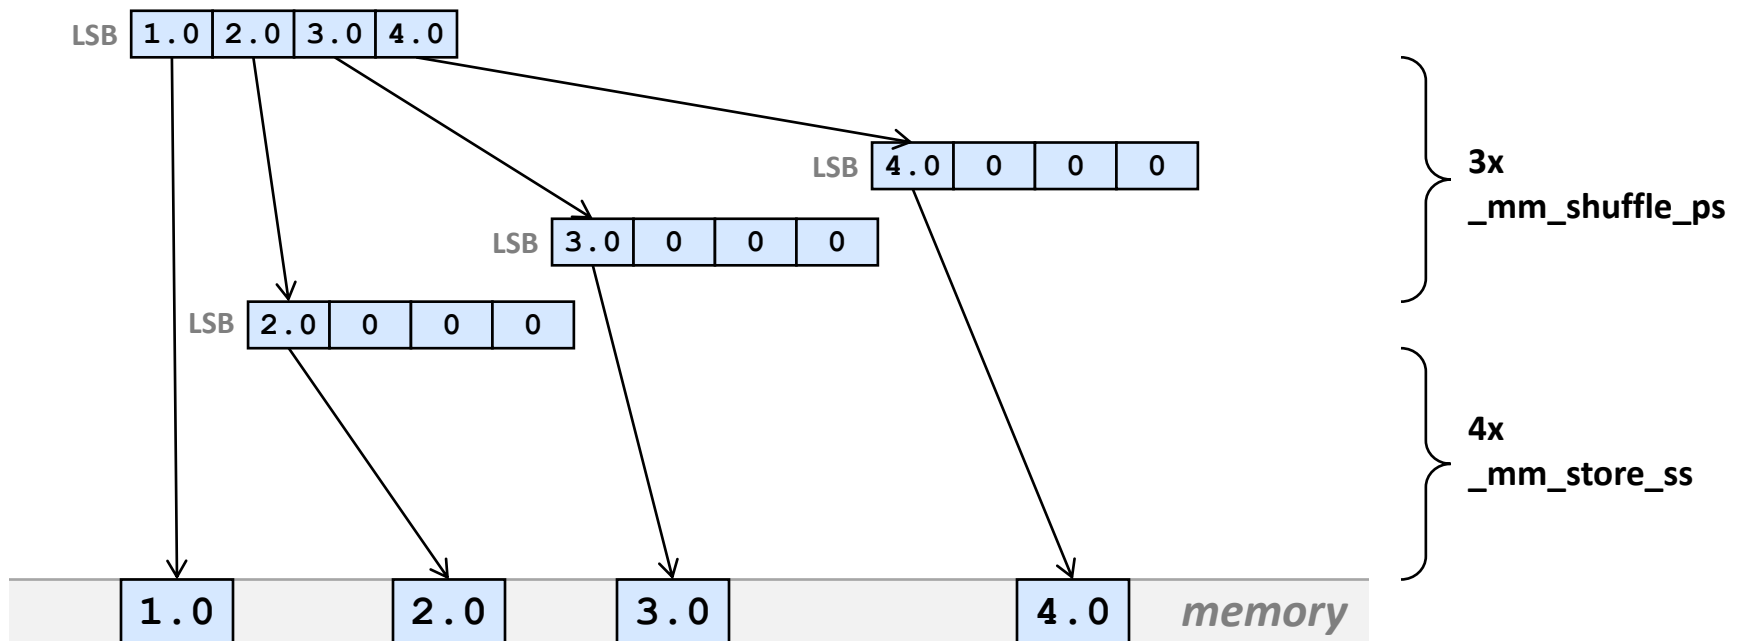 LSB 1.0 2.0 3.0 4.0
LSB 4.0 0 0 0
3x
_mm_shuffle_ps
LSB 3.0 0 0 0
LSB 2.0 0 0 0
4x
_mm_store_ss
1.0 2.0 3.0 4.0 memory